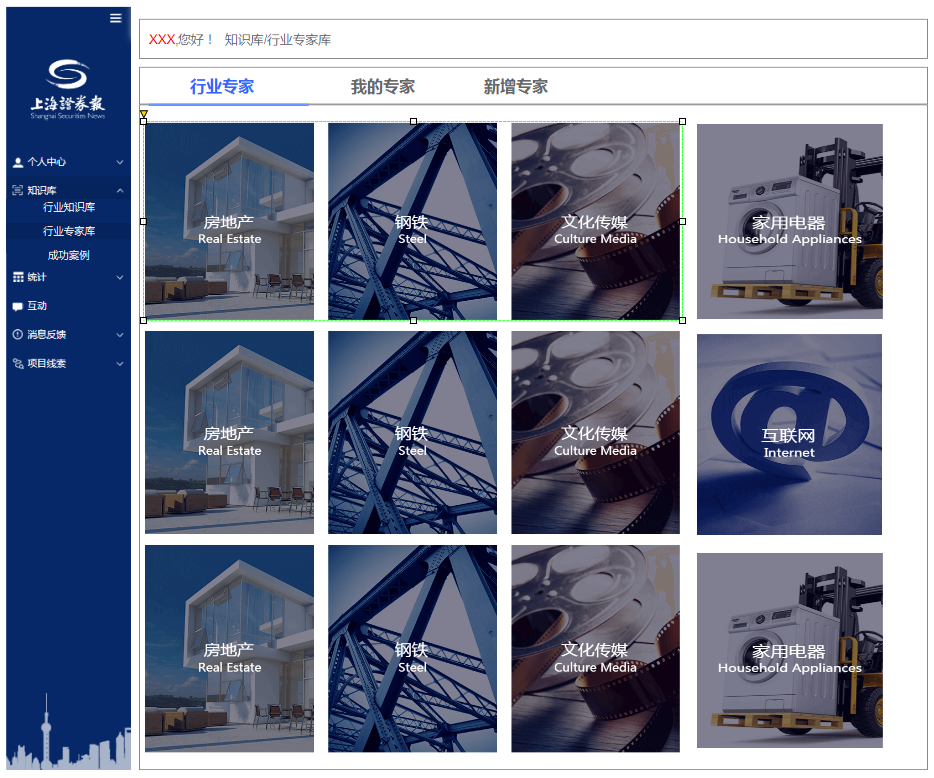 XXX,您好！ 知识库/行业专家库
上海證券報
Shanghai Securities News
个人中心
知识库
行业知识库
行业专家库
成功案例
统计
互动
消息反馈
项目线索
行业专家 我的专家 新增专家
房地产 钢铁 文化传媒 家用电器
Real Estate Steel Culture Media Household Appliances
房地产 钢铁 文化传媒 互联网
Real Estate Steel Culture Media Internet
房地产 钢铁 文化传媒 家用电器
Real Estate Steel Culture Media Household Appliances